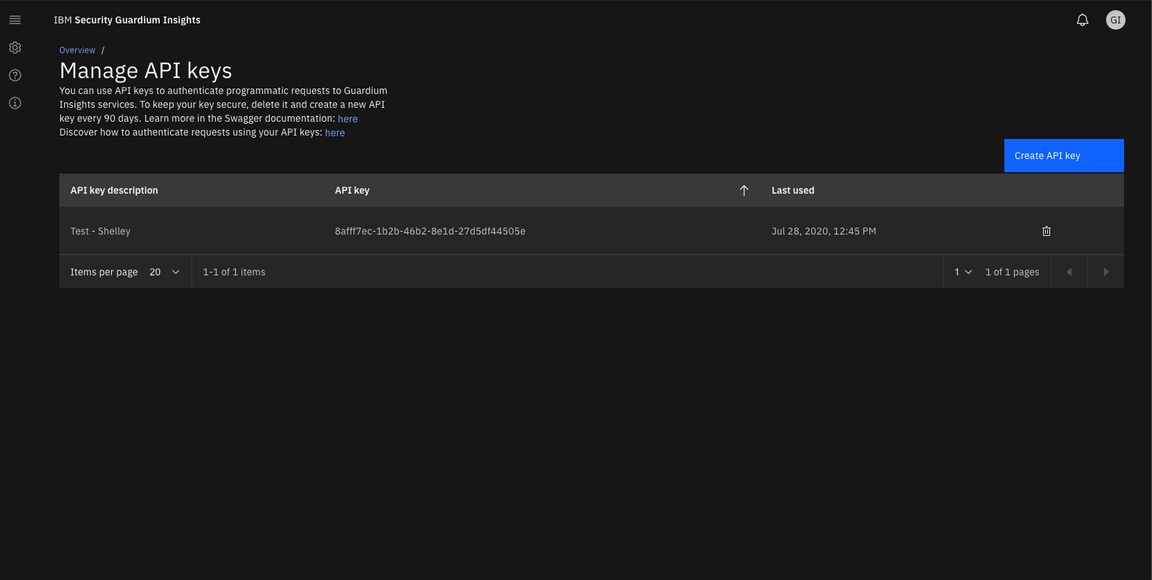 IBM Security Guardium Insights
GI
Overview /
Manage API keys
You can use API keys to authenticate programmatic requests to Guardium
Insights services. To keep your key secure, delete it and create a new API
key every 90 days. Learn more in the Swagger documentation: here
Discover how to authenticate requests using your API keys: here
Create API key
API key description API key Last used
Test - Shelley 8afff7ec-1b2b-46b2-8e1d-27d5df44505e Jul 28, 2020, 12:45 PM
Items per page 20 1-1 of 1 items 1 1 of 1 pages